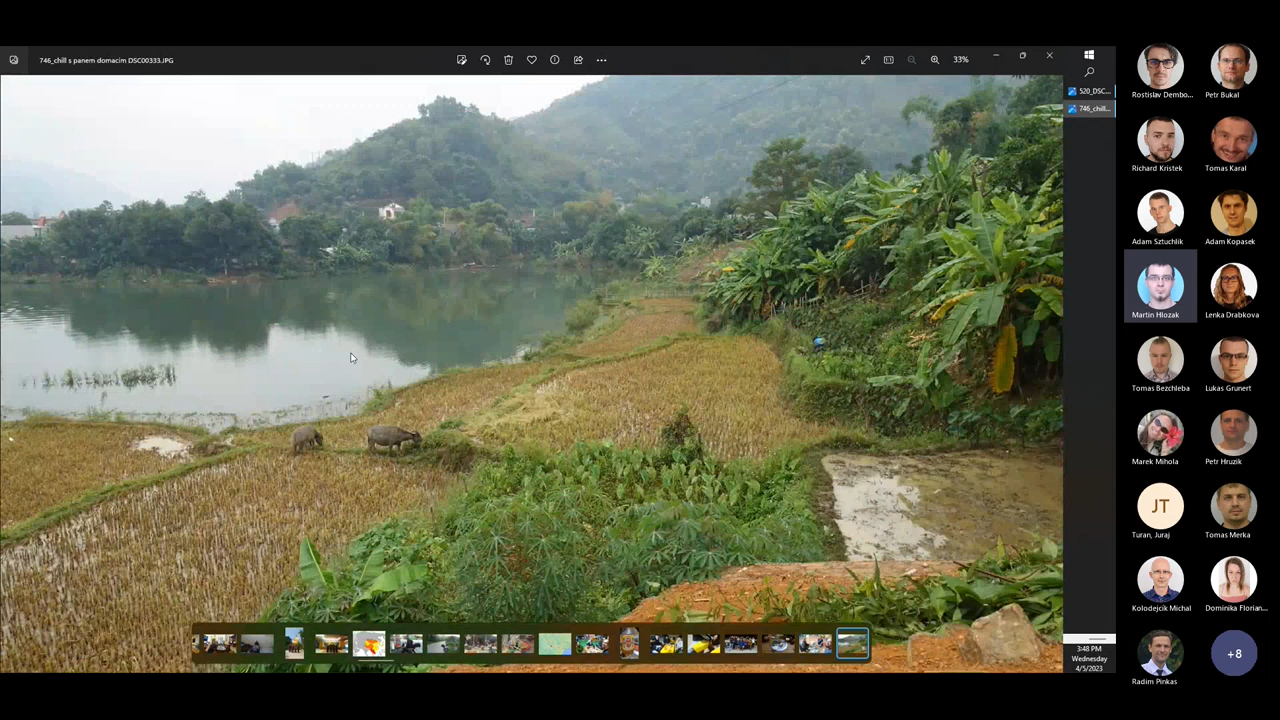 746_chill s panem domacim DSC00333.JPG
33%
520_DSC...
746_chill...
3:48 PM
Wednesday
4/5/2023
Rostislav Dembo...
Petr Bukal
Richard Kristek
Tomas Karal
Adam Sztuchlik
Adam Kopasek
Martin Hlozak
Lenka Drabkova
Tomas Bezchleba
Lukas Grunert
Marek Mihola
Petr Hruzik
JT
Turan, Juraj
Tomas Merka
Kolodejcik Michal
Dominika Florian...
Radim Pinkas
+8